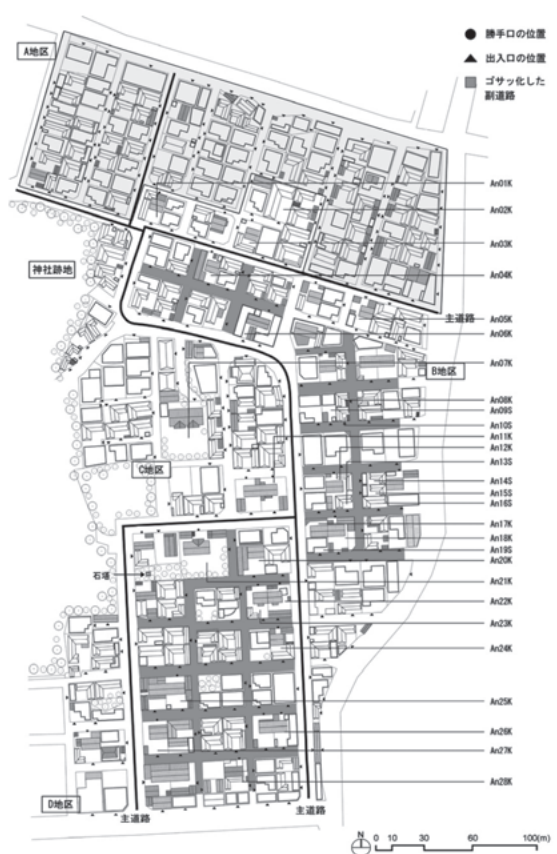 A地区
勝手口の位置
出入口の位置
ゴサッ化した
副道路
An01K
An02K
An03K
神社跡地
An04K
主道路
An05K
An06K
An07K
B地区
An08K
An09S
An10S
An11K
An12K
C地区
An13S
An14S
An15S
An16S
An17K
An18K
An19S
An20K
石塔
An21K
An22K
An23K
An24K
An25K
An26K
An27K
An28K
D地区
主道路
主道路
N
0 10 30 60 100(m)